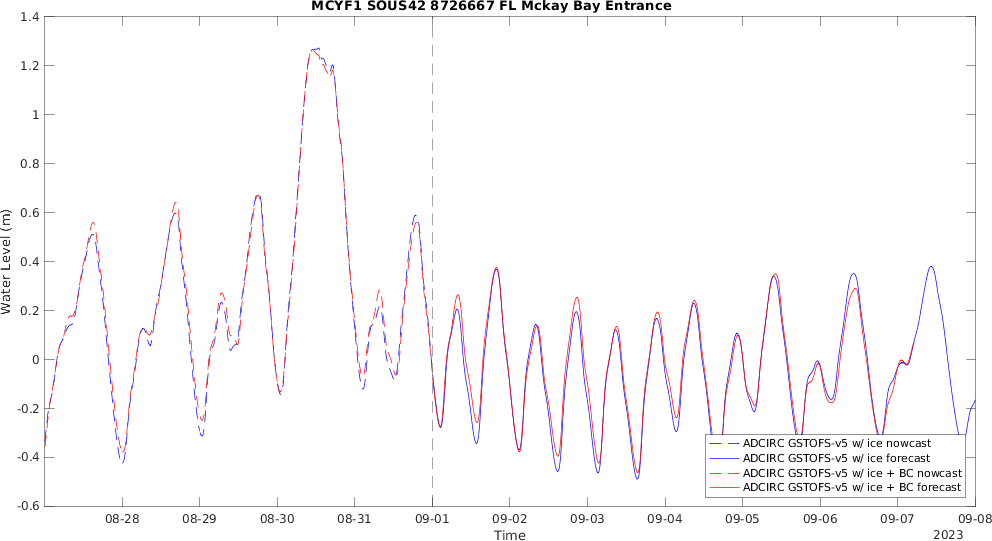 MCYF1 SOUS42 8726667 FL Mckay Bay Entrance
Water Level (m)
1.4
1.2
1
0.8
0.6
0.4
0.2
0
-0.2
-0.4
-0.6
ADCIRC GSTOFS-v5 w/ ice nowcast
ADCIRC GSTOFS-v5 w/ ice forecast
ADCIRC GSTOFS-v5 w/ ice + BC nowcast
ADCIRC GSTOFS-v5 w/ ice + BC forecast
08-28 08-29 08-30 08-31 09-01 09-02 09-03 09-04 09-05 09-06 09-07 09-08
Time
2023